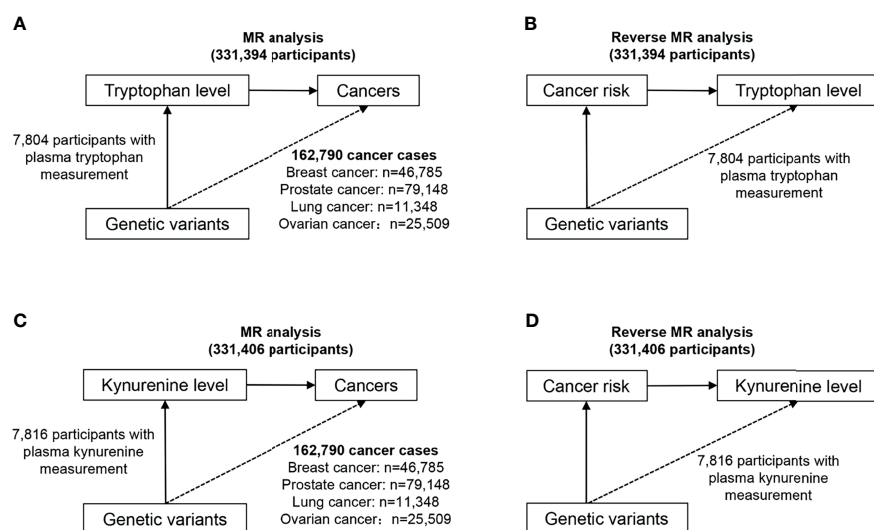 A
MR analysis
(331,394 participants)
Tryptophan level
Cancers
7,804 participants with
plasma tryptophan
measurement
162,790 cancer cases
Breast cancer: n=46,785
Prostate cancer: n=79,148
Lung cancer: n=11,348
Ovarian cancer：n=25,509
Genetic variants
B
Reverse MR analysis
(331,394 participants)
Cancer risk
Tryptophan level
7,804 participants with
plasma tryptophan
measurement
Genetic variants
C
MR analysis
(331,406 participants)
Kynurenine level
Cancers
7,816 participants with
plasma kynurenine
measurement
162,790 cancer cases
Breast cancer: n=46,785
Prostate cancer: n=79,148
Lung cancer: n=11,348
Ovarian cancer：n=25,509
Genetic variants
D
Reverse MR analysis
(331,406 participants)
Cancer risk
Kynurenine level
7,816 participants with
plasma kynurenine
measurement
Genetic variants